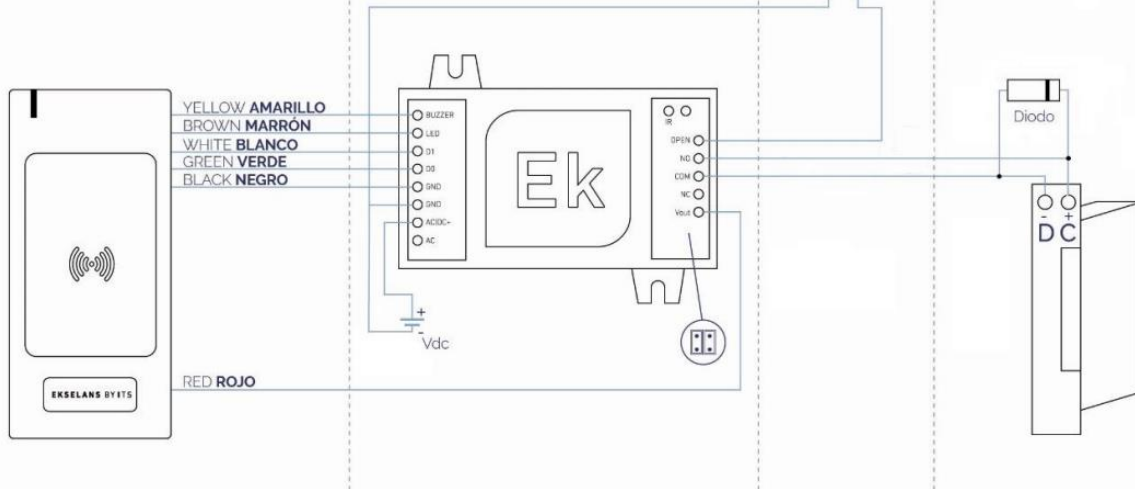 YELLOW AMARILLO
BROWN MARRÓN
WHITE BLANCO
GREEN VERDE
BLACK NEGRO
RED ROJO
EKSELANS BY ITS
BUZZER
LED
D1
D0
GND
GND
AC/DC+
AC
Ek
IR
OPEN
NO
COM
NC
Vout
+
-
Vdc
Diodo
- +
DC